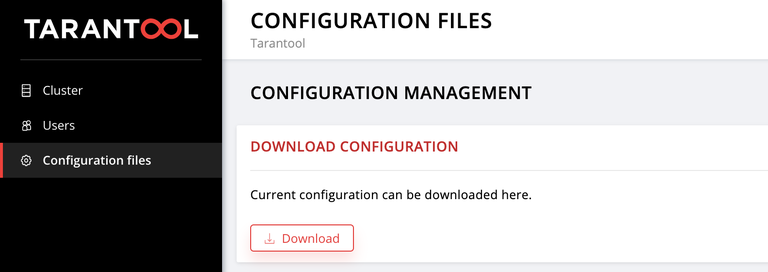 TARANTOOL
Cluster
Users
Configuration files
CONFIGURATION FILES
Tarantool
CONFIGURATION MANAGEMENT
DOWNLOAD CONFIGURATION
Current configuration can be downloaded here.
Download